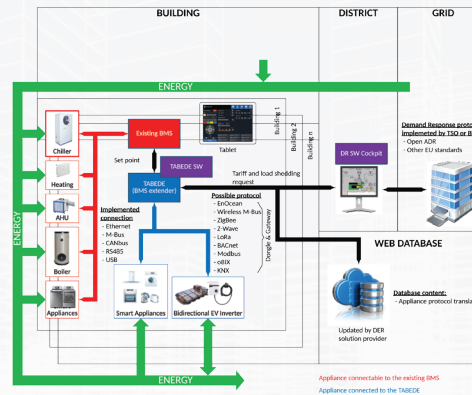 BUILDING
DISTRICT
GRID
ENERGY
Building 1
Building 2
Building n
Existing BMS
Tablet
Chiller
Set point
TABEDE SW
TABEDE
(BMS extender)
Tariff and load shedding
request
DR SW Cockpit
Demand Response
implemeted by TSO or
- Open ADR
- Other EU standards
Heating
AHU
Boiler
Appliances
ENERGY
Implemented
connection:
- Ethernet
- M-Bus
- CANbus
- RS485
- USB
Possible protocol
- EnOcean
- Wireless M-Bus
- ZigBee
- Z-Wave
- LoRa
- BACnet
- Modbus
- oBIX
- KNX
Dongle & Gateway
Smart Appliances
Bidirectional EV Inverter
WEB DATABASE
Database content:
- Appliance protocol
Updated by DER
solution provider
ENERGY
Appliance connectable to the existing BMS
Appliance connected to the TABEDE